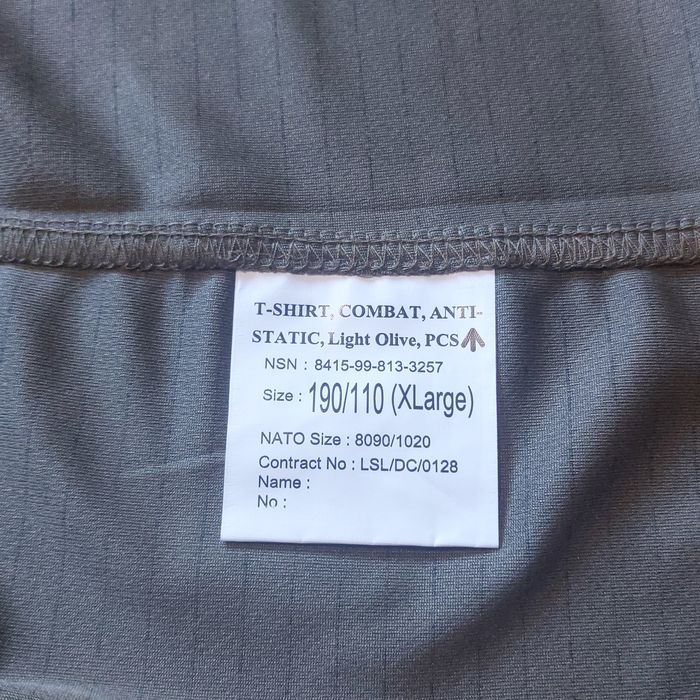 T-SHIRT, COMBAT, ANTI-
STATIC, Light Olive, PCS
NSN : 8415-99-813-3257
Size : 190/110 (XLarge)
NATO Size : 8090/1020
Contract No : LSL/DC/0128
Name :
No :